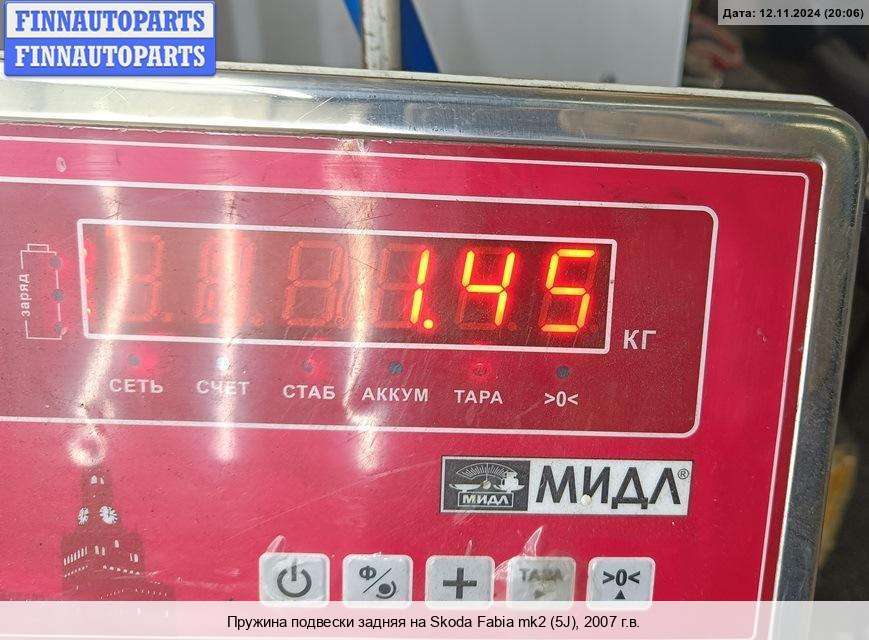 FINNAUTOPARTS
FINNAUTOPARTS
Дата: 12.11.2024 (20:06)
заряд
1.45
КГ
СЕТЬ СЧЕТ СТАБ АККУМ ТАРА >0<
МИДЛ МИДЛ®
Ф + ТАРА >0<
Пружина подвески задняя на Skoda Fabia mk2 (5J), 2007 г.в.